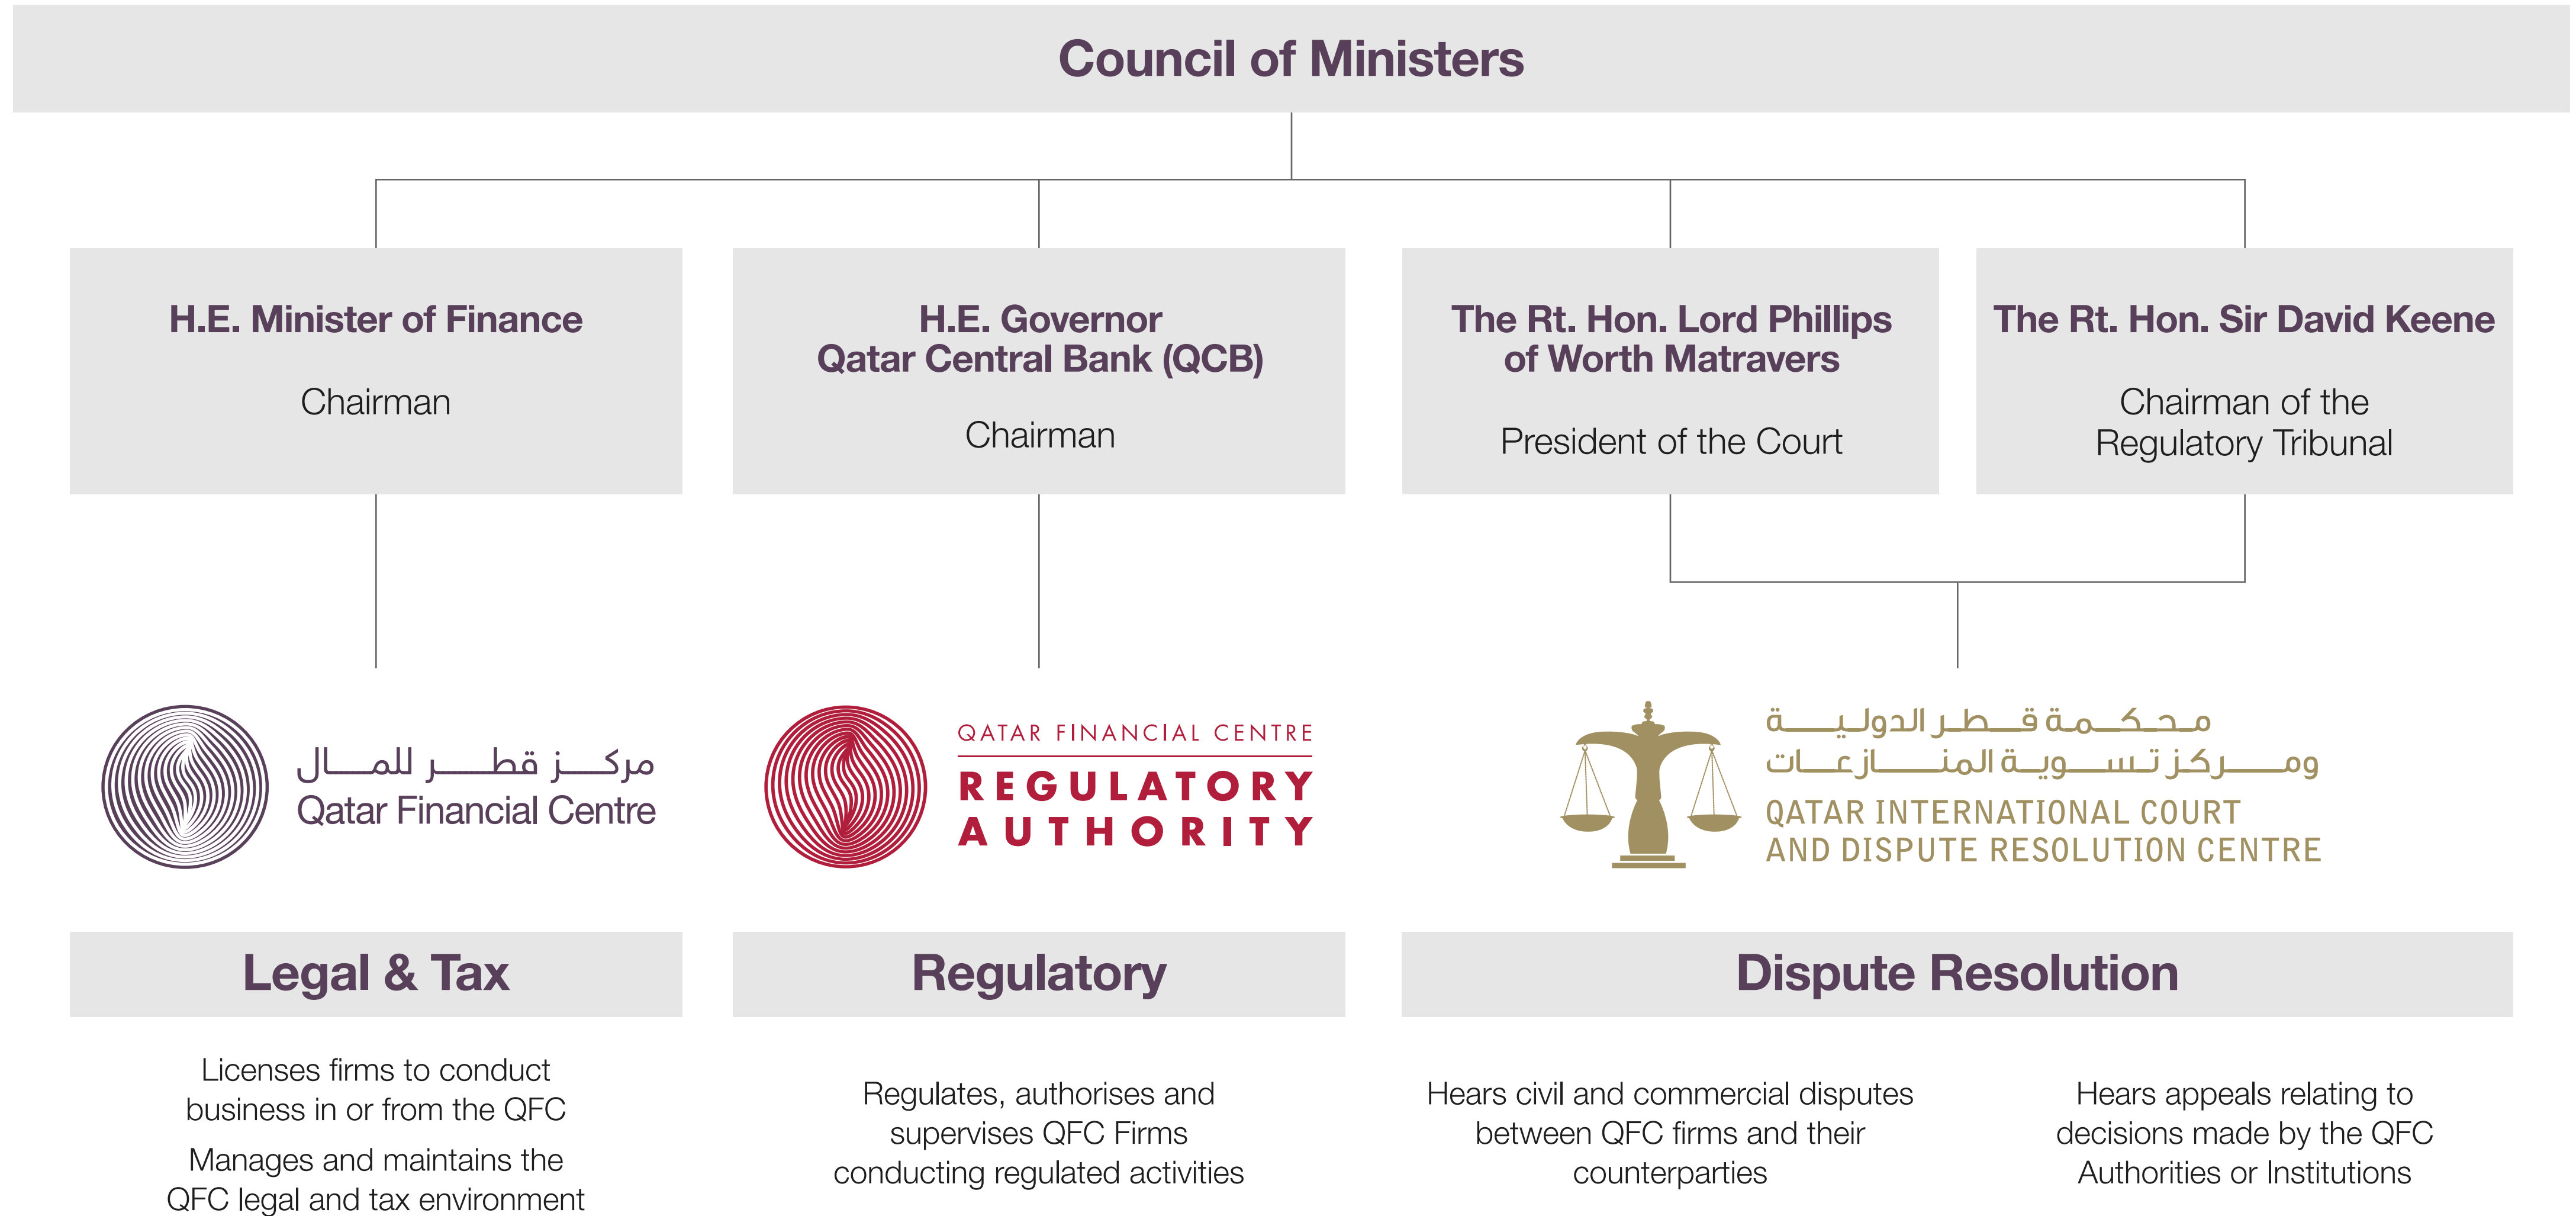 Council of Ministers
H.E. Minister of Finance
Chairman
H.E. Governor
Qatar Central Bank (QCB)
Chairman
The Rt. Hon. Lord Phillips
of Worth Matravers
President of the Court
The Rt. Hon. Sir David Keene
Chairman of the
Regulatory Tribunal
مركز قطر للمال
Qatar Financial Centre
QATAR FINANCIAL CENTRE
REGULATORY
AUTHORITY
محكمة قطر الدولية
ومركز تسوية المنازعات
QATAR INTERNATIONAL COURT
AND DISPUTE RESOLUTION CENTRE
Legal & Tax
Licenses firms to conduct
business in or from the QFC
Manages and maintains the
QFC legal and tax environment
Regulatory
Regulates, authorises and
supervises QFC Firms
conducting regulated activities
Dispute Resolution
Hears civil and commercial disputes
between QFC firms and their
counterparties
Hears appeals relating to
decisions made by the QFC
Authorities or Institutions